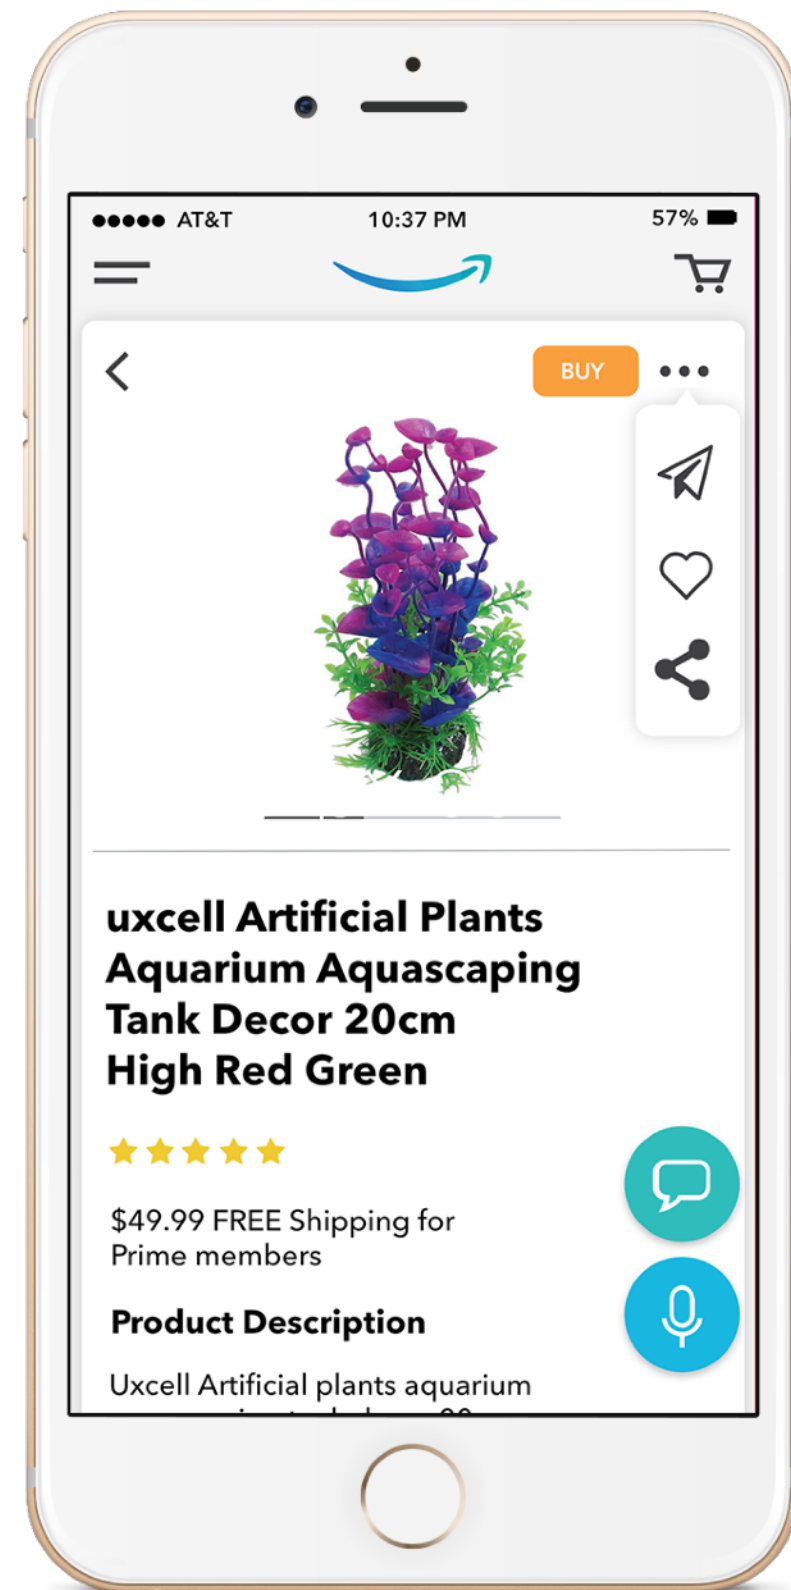 AT&T 10:37 PM 57%
BUY
uxcell Artificial Plants
Aquarium Aquascaping
Tank Decor 20cm
High Red Green
$49.99 FREE Shipping for
Prime members
Product Description
Uxcell Artificial plants aquarium